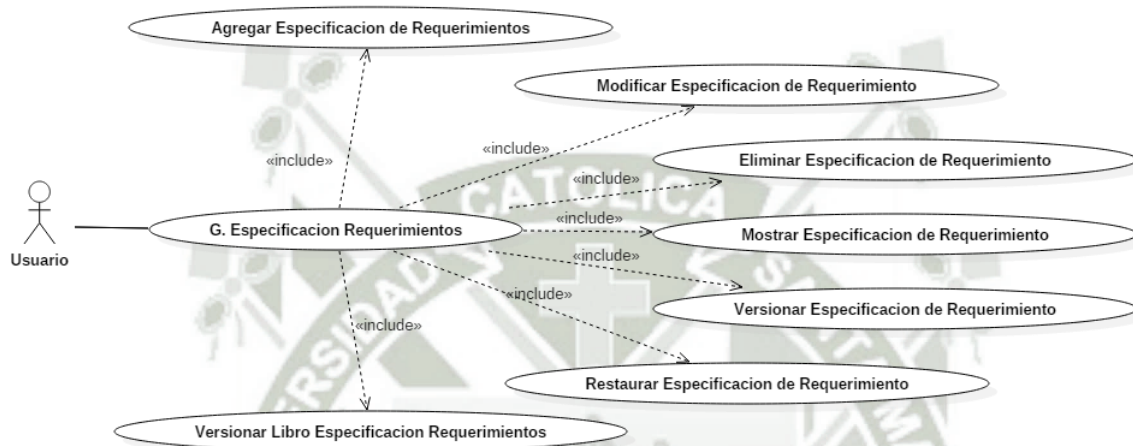 Agregar Especificacion de Requerimientos
Modificar Especificacion de Requerimiento
«include»
«include»
Eliminar Especificacion de Requerimiento
«include»
CATOLICA
G. Especificacion Requerimientos
«include»
Mostrar Especificacion de Requerimiento
Usuario
«include»
«include»
Versionar Especificacion de Requerimiento
«include»
Restaurar Especificacion de Requerimiento
Versionar Libro Especificacion Requerimientos